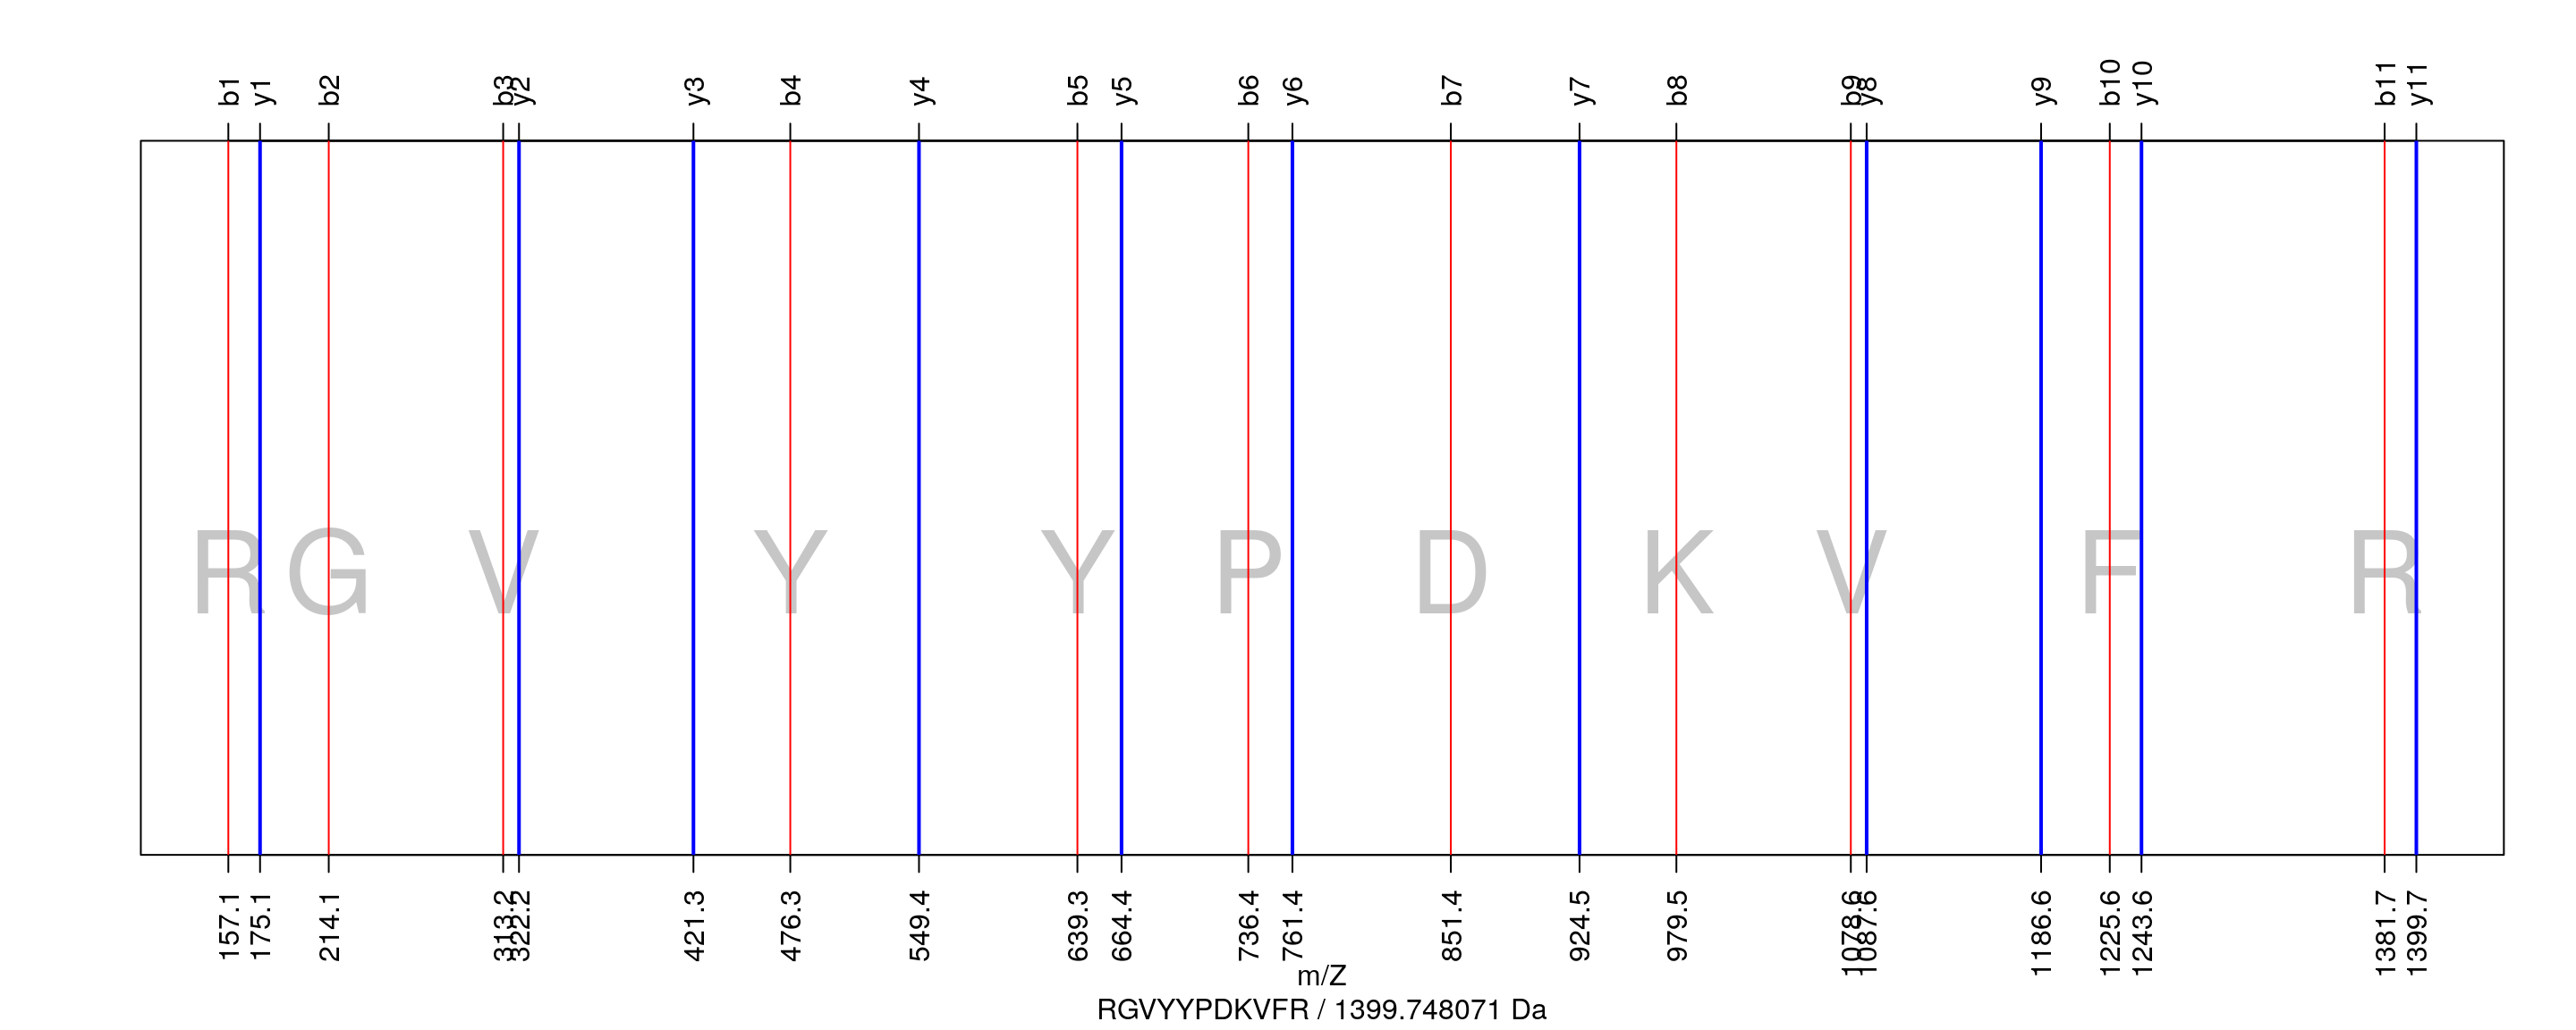 b1 y1 b2 b3 y2 y3 b4 y4 b5 y5 b6 y6 b7 y7 b8 b9 y8 y9 b10 y10 b11 y11
R G V Y Y P D K V F R
157.1 175.1 214.1 313.2 322.2 421.3 476.3 549.4 639.3 664.4 736.4 761.4 851.4 924.5 979.5 1078.6 1087.6 1186.6 1225.6 1243.6 1381.7 1399.7
m/Z
RGVYYPDKVFR / 1399.748071 Da